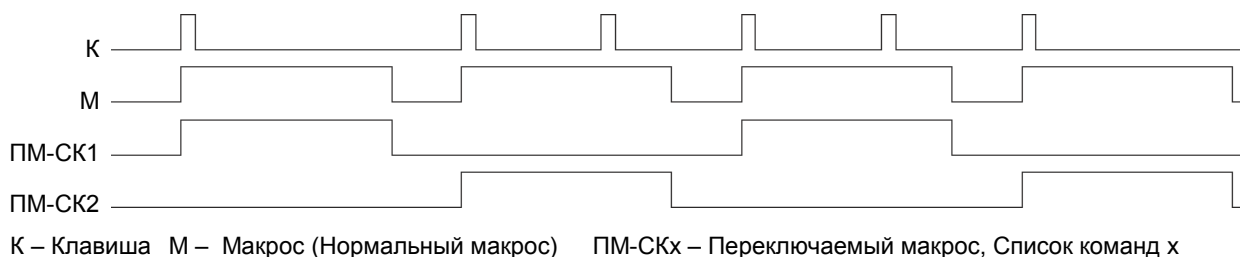 К
М
ПМ-СК1
ПМ-СК2
К – Клавиша М – Макрос (Нормальный макрос) ПМ-СКх – Переключаемый макрос, Список команд х